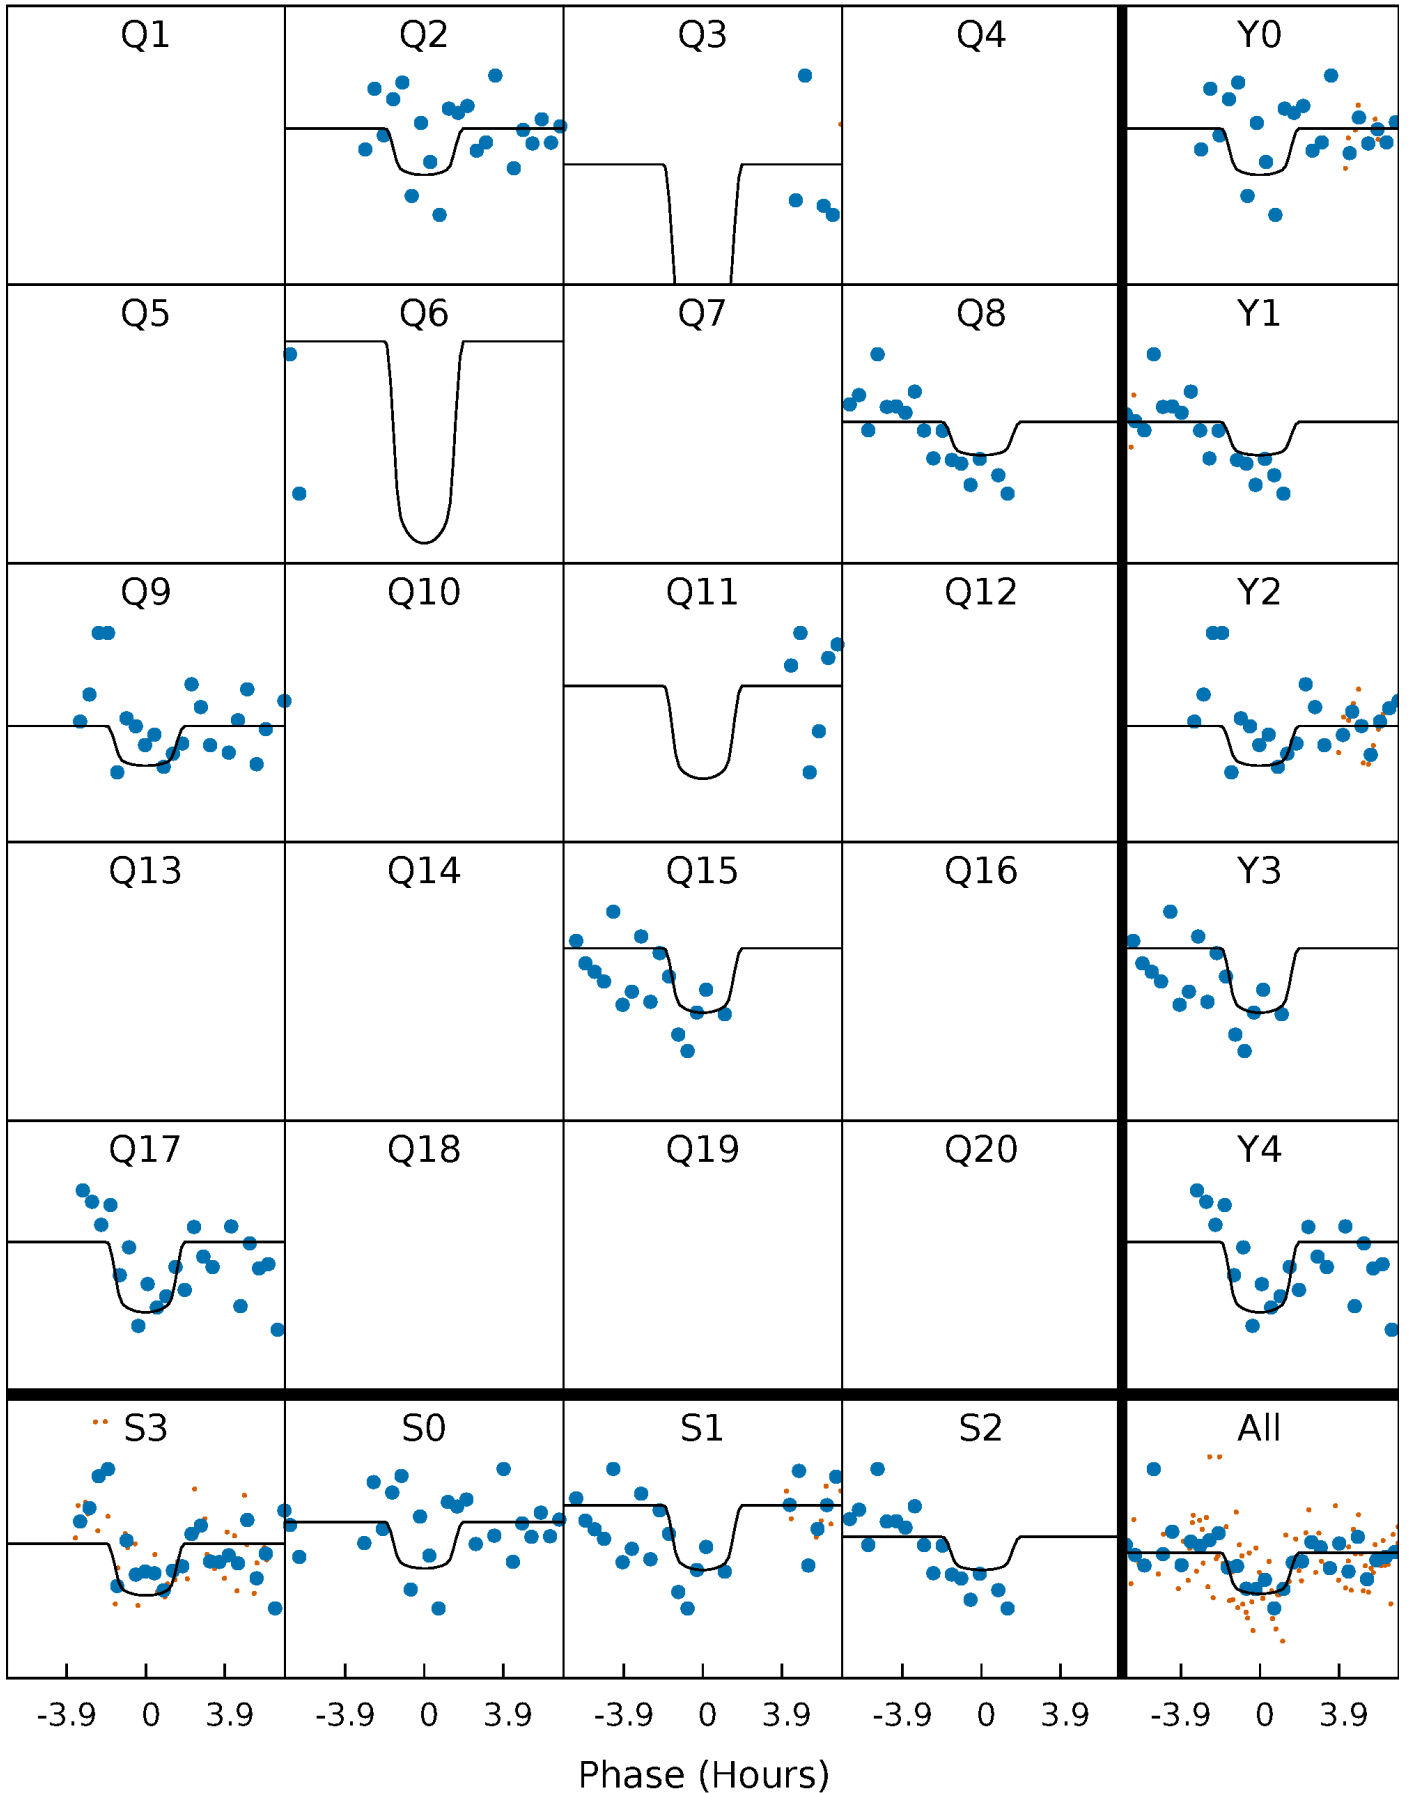 Q1 Q2 Q3 Q4 Y0
Q5 Q6 Q7 Q8 Y1
Q9 Q10 Q11 Q12 Y2
Q13 Q14 Q15 Q16 Y3
Q17 Q18 Q19 Q20 Y4
S3 S0 S1 S2 All
-3.9 0 3.9 -3.9 0 3.9 -3.9 0 3.9 -3.9 0 3.9 -3.9 0 3.9
Phase (Hours)